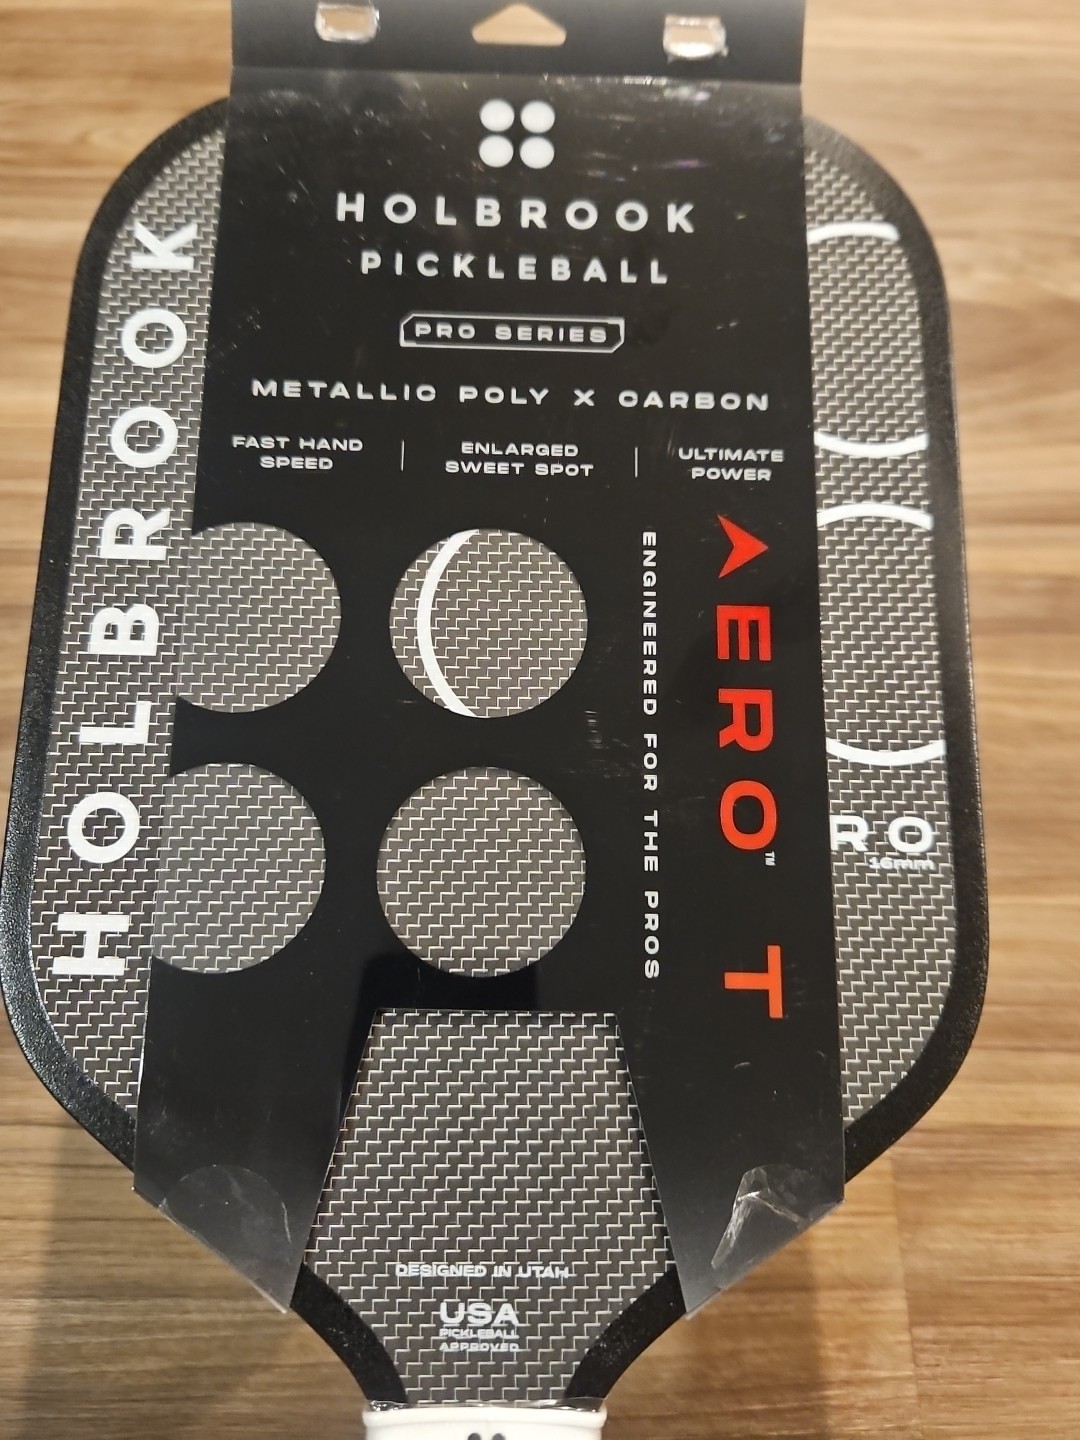 HOLBROOK
PICKLEBALL
PRO SERIES
METALLIC POLY X CARBON
FAST HAND
SPEED
ENLARGED
SWEET SPOT
ULTIMATE
POWER
HOLBROOK
ENGINEERED FOR THE PROS
AERO™ T
RO
16mm
DESIGNED IN UTAH
USA
PICKLEBALL
APPROVED